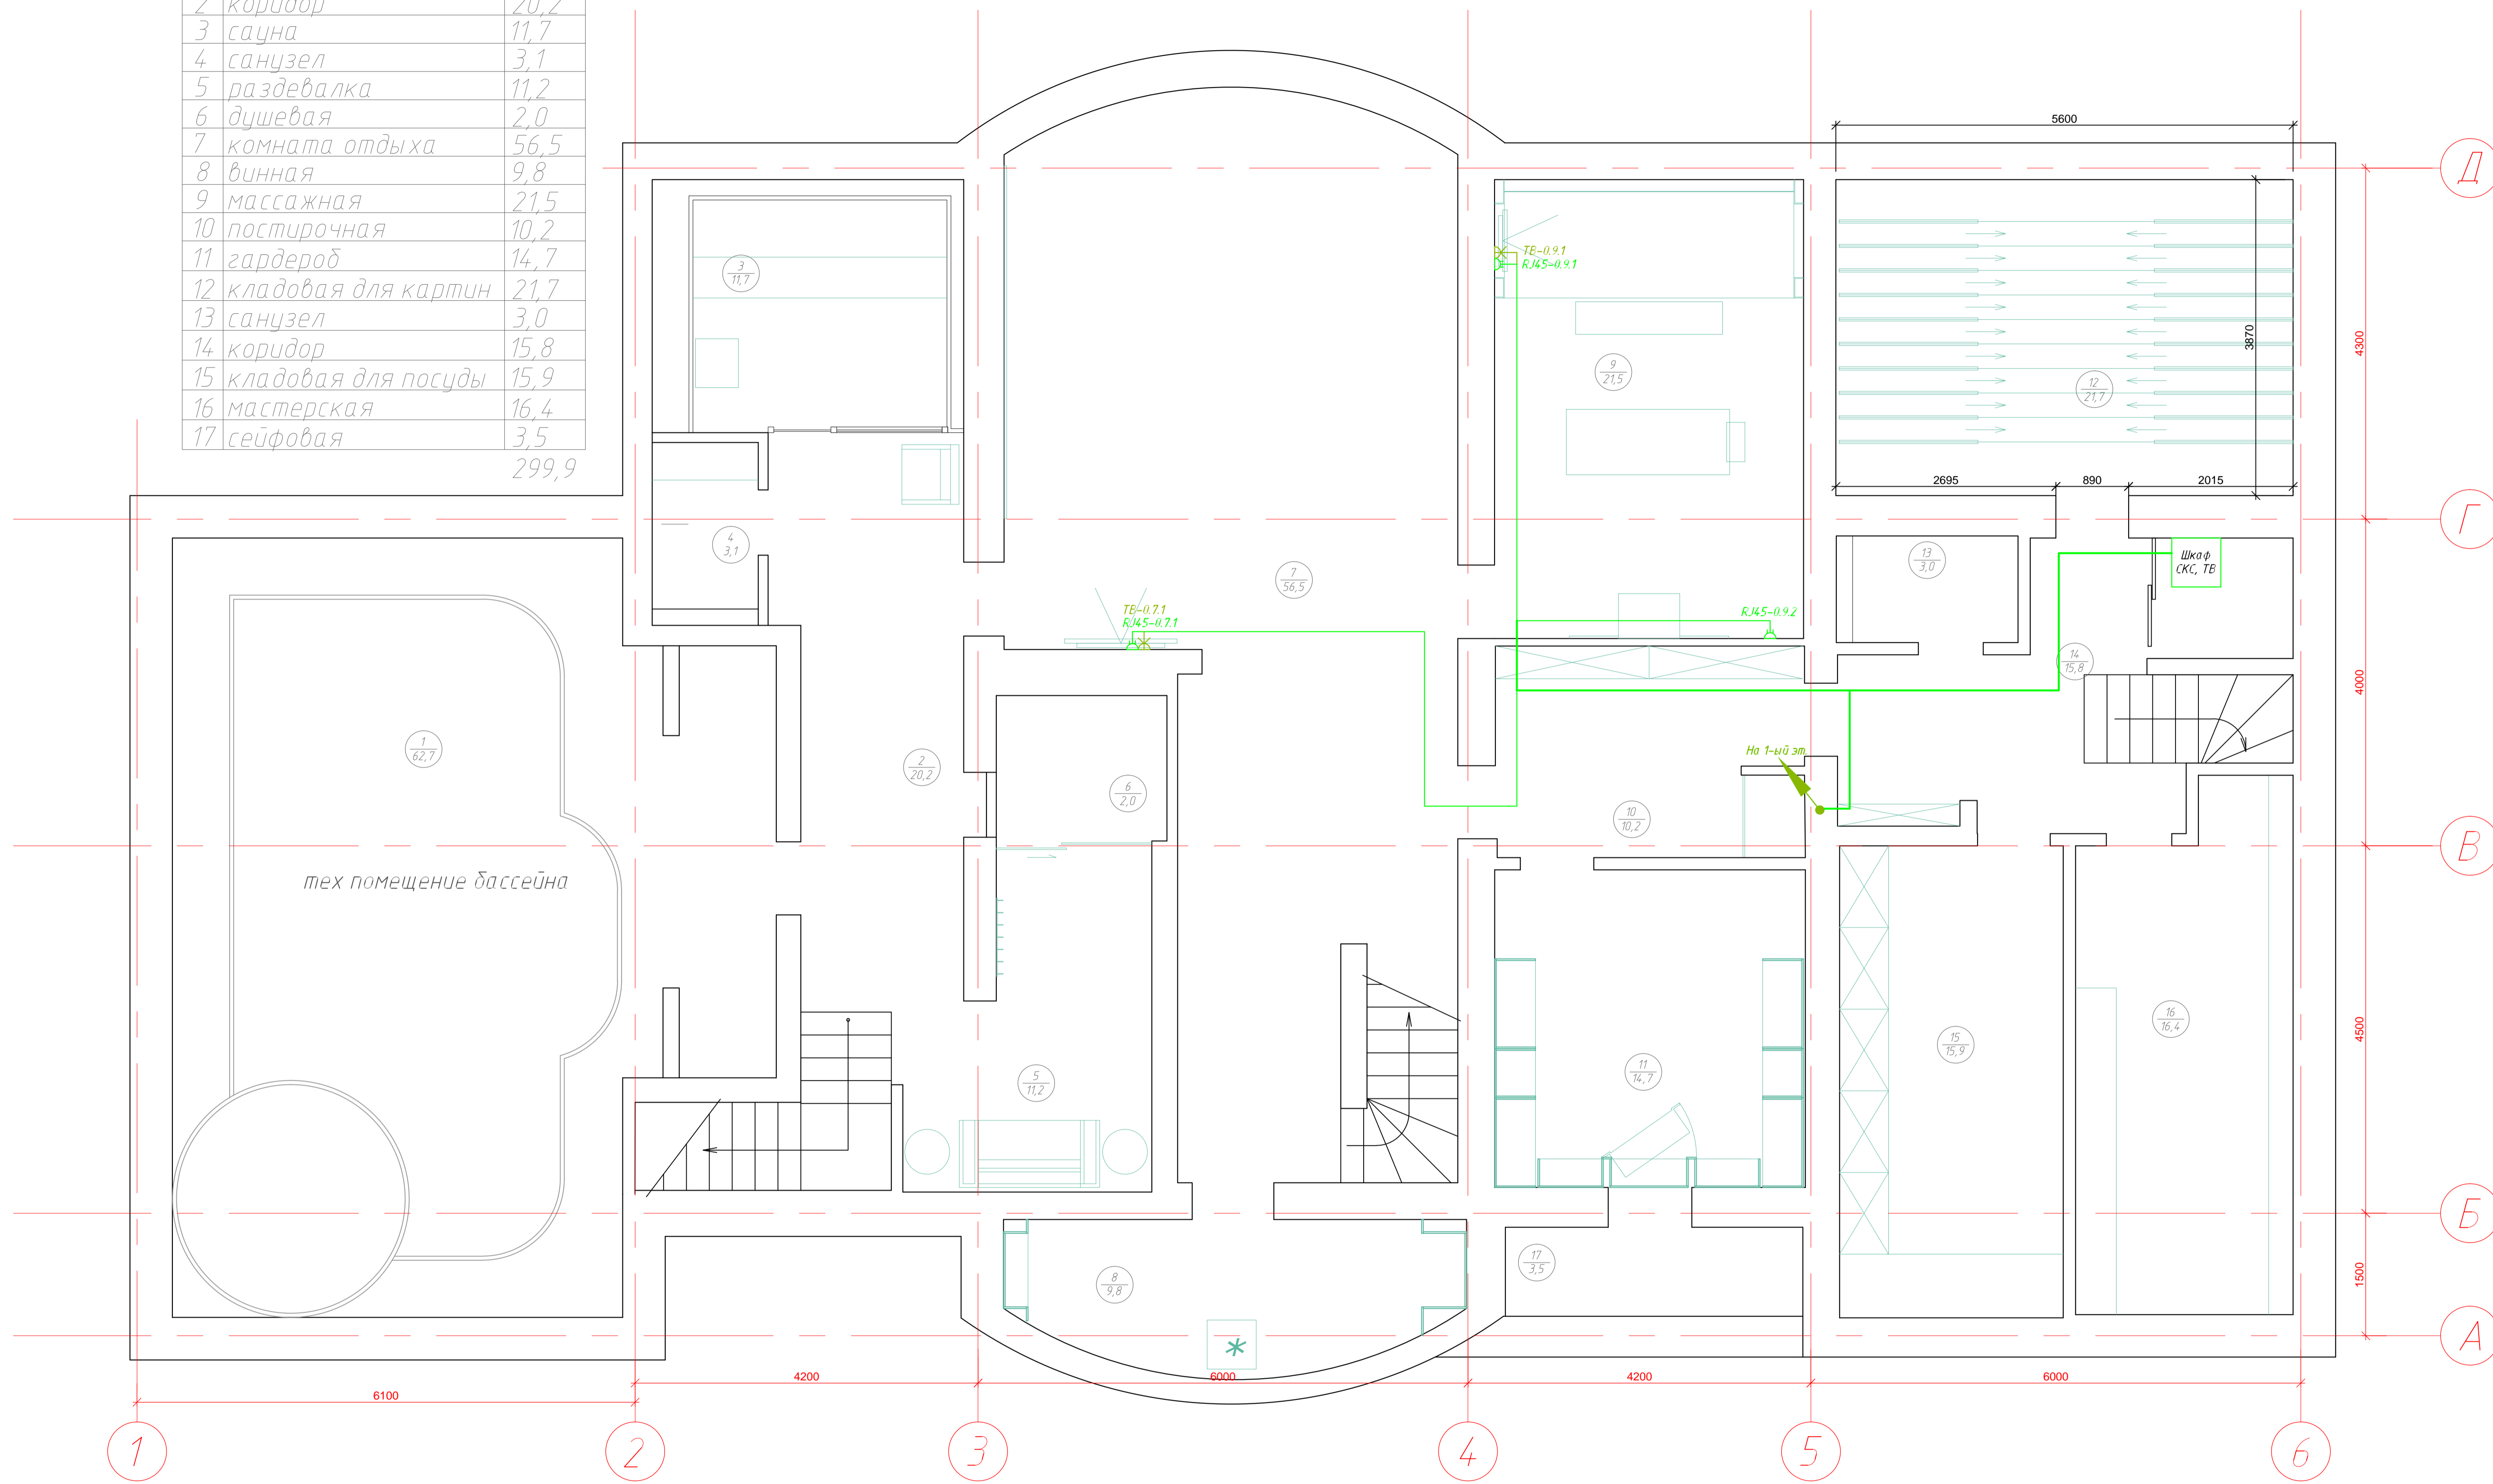 2 коридор 20,2
3 сауна 11,7
4 санузел 3,1
5 раздевалка 11,2
6 душевая 2,0
7 комната отдыха 56,5
8 винная 9,8
9 массажная 21,5
10 постирочная 10,2
11 гардероб 14,7
12 кладовая для картин 21,7
13 санузел 3,0
14 коридор 15,8
15 кладовая для посуды 15,9
16 мастерская 16,4
17 сейфовая 3,5
299,9
5600
Д
3
11,7
ТВ-0.9.1
RJ45-0.9.1
3870
4300
9
21,5
12
21,7
2695 890 2015
Г
4
3,1
7
56,5
13
3,0
Шкаф
СКС, ТВ
ТВ-0.7.1
RJ45-0.7.1
RJ45-0.9.2
14
15,8
4000
1
62,7
2
20,2
6
2,0
На 1-ый эт.
10
10,2
В
тех помещение бассейна
5
11,2
11
14,7
15
15,9
16
16,4
4500
Б
17
3,5
8
9,8
1500
*
А
6100
4200
6000
4200
6000
1 2 3 4 5 6